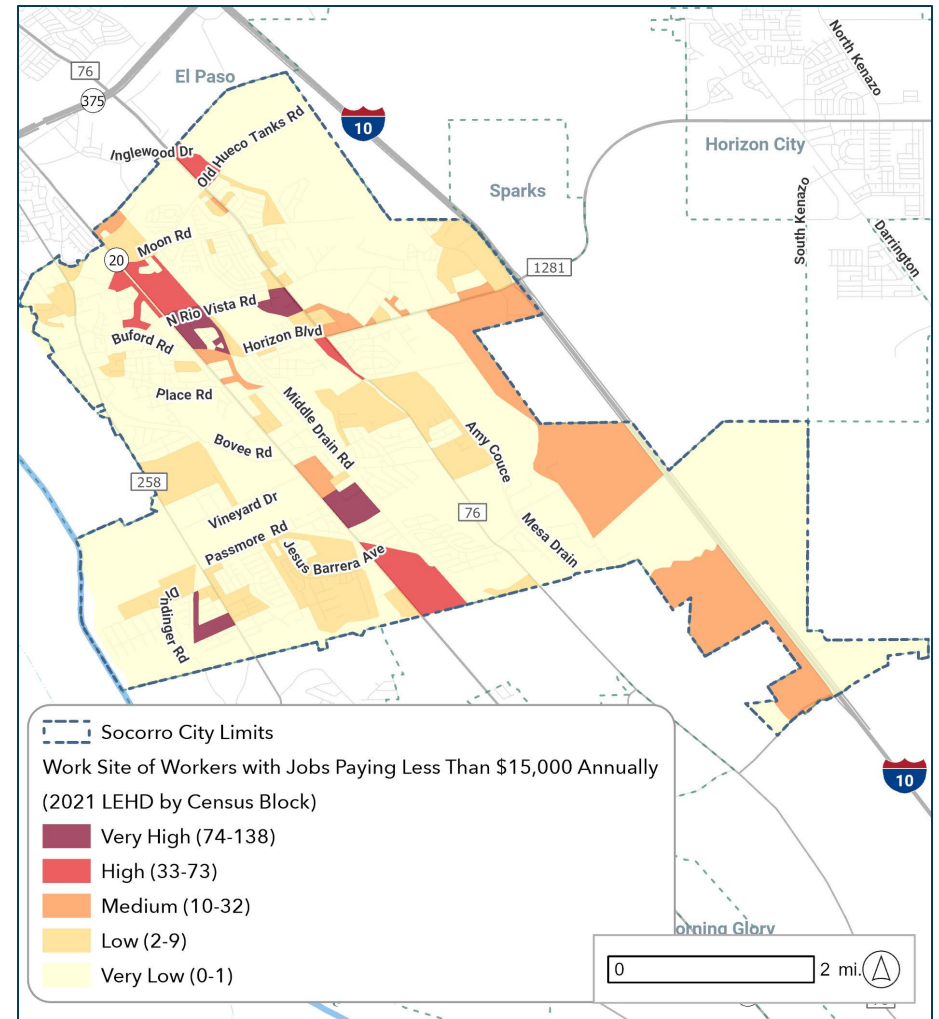 North Kenazo
76
El Paso
375
10
Old Hueco Tanks Rd
Inglewood Dr
Horizon City
Sparks
South Kenazo
Darrington
Moon Rd
20
1281
N Rio Vista Rd
Buford Rd
Horizon Blvd
Place Rd
Middle Drain Rd
Bovee Rd
Amy Couce
258
Vineyard Dr
76
Passmore Rd
Mesa Drain
Jesus Barrera Ave
Dindinger Rd
Socorro City Limits
Work Site of Workers with Jobs Paying Less Than $15,000 Annually
(2021 LEHD by Census Block)
10
Very High (74-138)
High (33-73)
Medium (10-32)
orning Glory
Low (2-9)
0 2 mi.
Very Low (0-1)